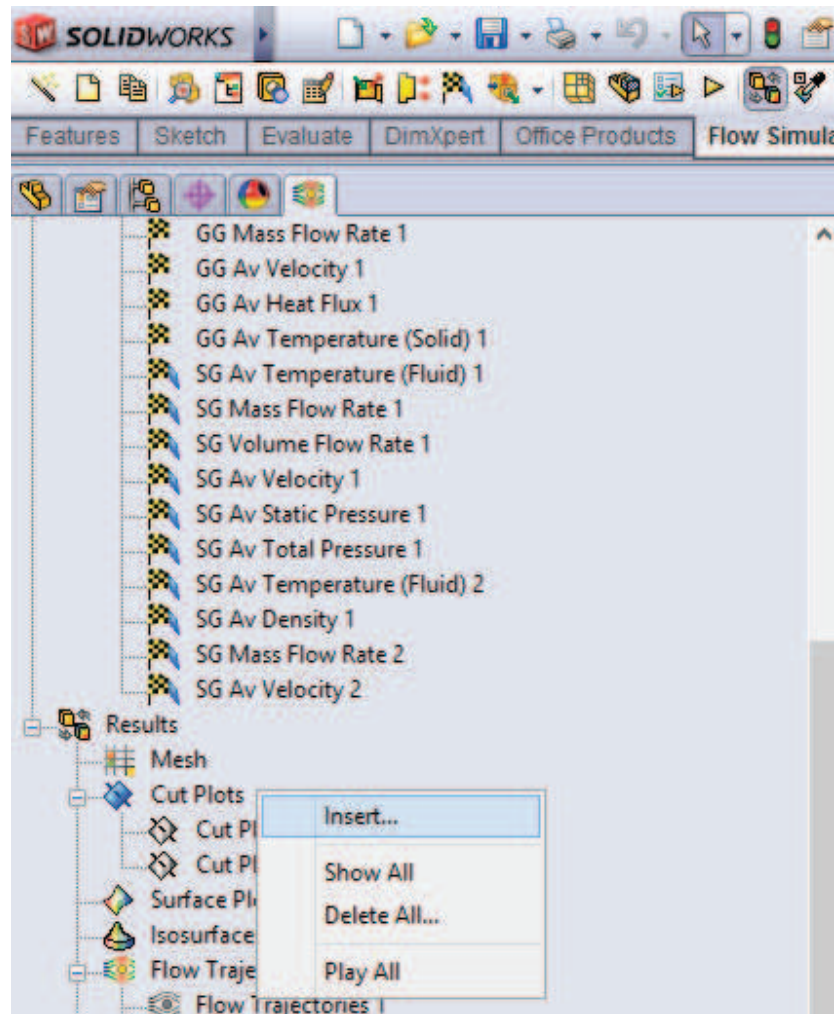 SOLIDWORKS
Features Sketch Evaluate DimXpert Office Products Flow Simula
GG Mass Flow Rate 1
GG Av Velocity 1
GG Av Heat Flux 1
GG Av Temperature (Solid) 1
SG Av Temperature (Fluid) 1
SG Mass Flow Rate 1
SG Volume Flow Rate 1
SG Av Velocity 1
SG Av Static Pressure 1
SG Av Total Pressure 1
SG Av Temperature (Fluid) 2
SG Av Density 1
SG Mass Flow Rate 2
SG Av Velocity 2
Results
Mesh
Cut Plots
Insert...
Cut Pl
Cut Pl
Show All
Surface Pl
Delete All...
Isosurface
Flow Traje
Play All
Flow Trajectories 1